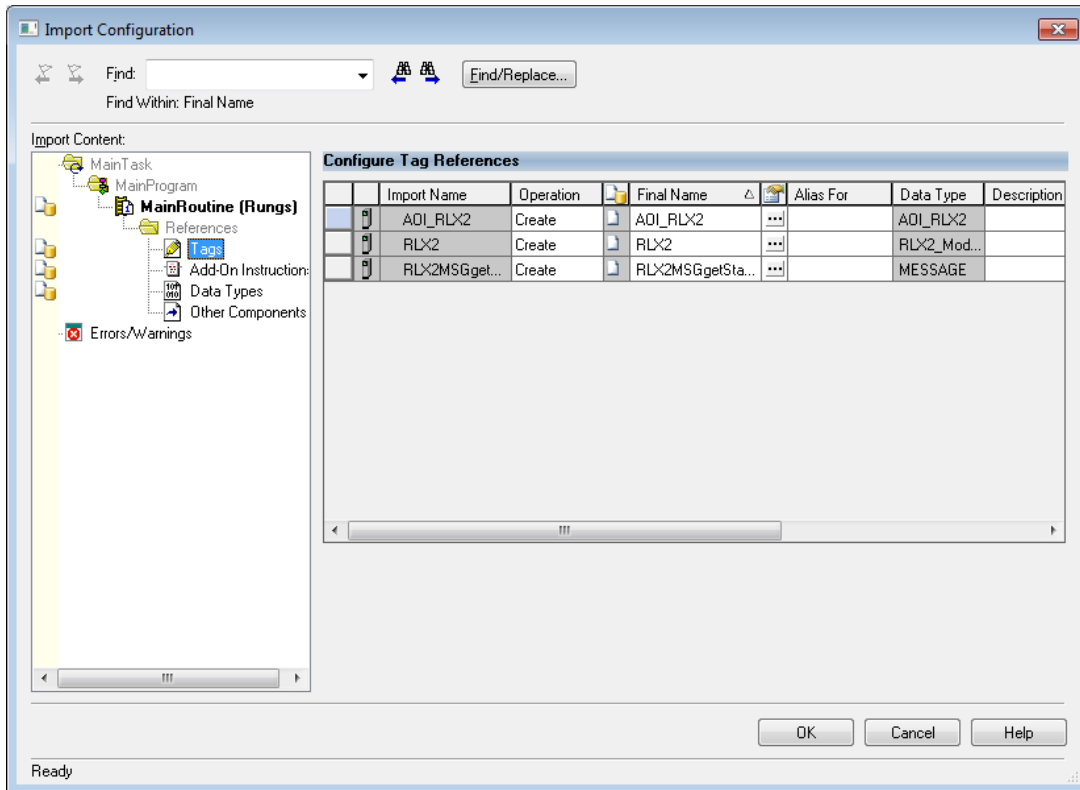 Import Configuration
Find:
Find/Replace...
Find Within: Final Name
Import Content:
MainTask
MainProgram
MainRoutine (Rungs)
References
Tags
Add-On Instruction:
Data Types
Other Components
Errors/Warnings
Configure Tag References
Import Name Operation Final Name Alias For Data Type Description
AOI_RLX2 Create AOI_RLX2 ... AOI_RLX2
RLX2 Create RLX2 ... RLX2_Mod...
RLX2MSGget... Create RLX2MSGgetSta... ... MESSAGE
OK Cancel Help
Ready